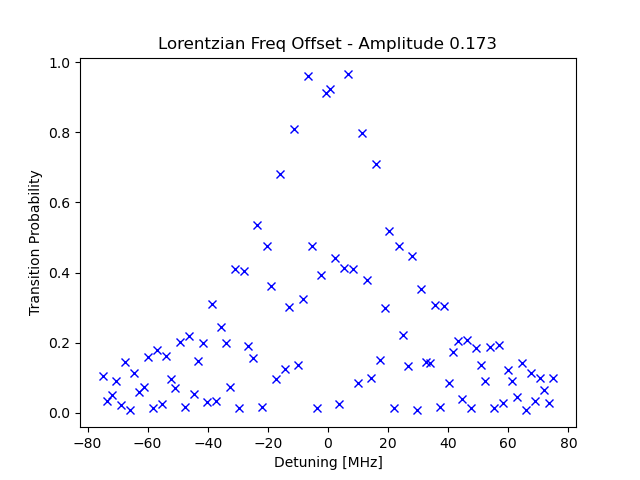 Lorentzian Freq Offset - Amplitude 0.173
1.0
0.8
0.6
0.4
0.2
0.0
Transition Probability
−80 −60 −40 −20 0 20 40 60 80
Detuning [MHz]